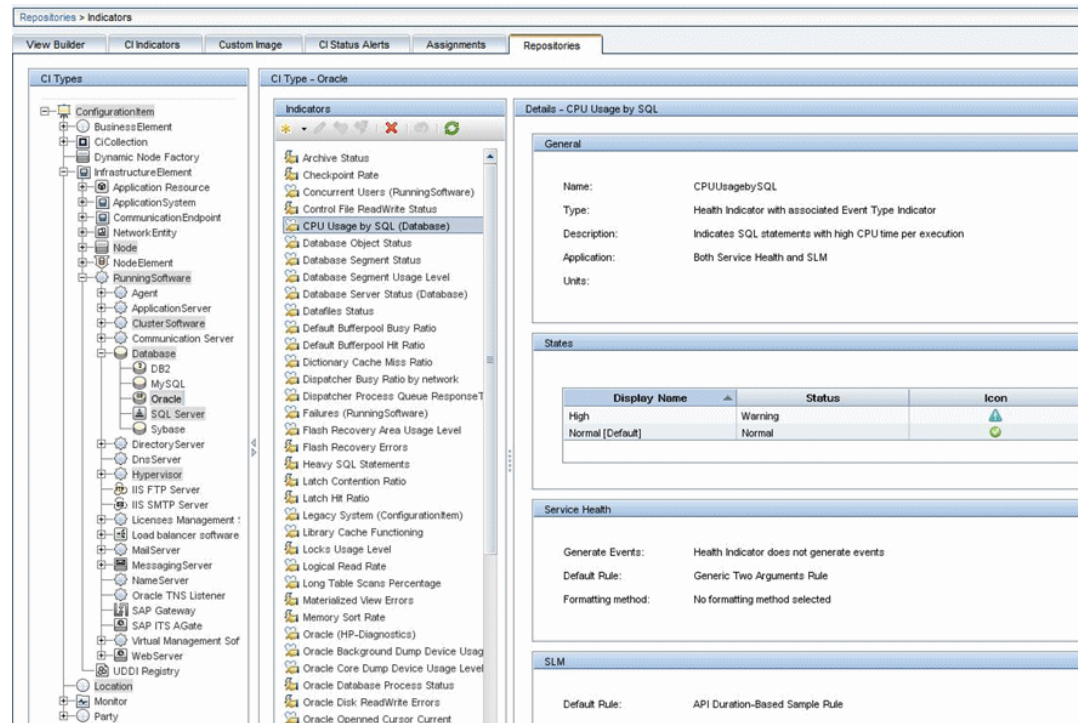 Repositories > Indicators
View Builder
CI Indicators
Custom Image
CI Status Alerts
Assignments
Repositories
CI Types
ConfigurationItem
BusinessElement
CiCollection
Dynamic Node Factory
InfrastructureElement
Application Resource
ApplicationSystem
CommunicationEndpoint
NetworkEntity
Node
NodeElement
RunningSoftware
Agent
ApplicationServer
ClusterSoftware
Communication Server
Database
DB2
MySQL
Oracle
SQL Server
Sybase
DirectoryServer
DnsServer
Hypervisor
IIS FTP Server
IIS SMTP Server
Licenses Management
Load balancer software
MailServer
MessagingServer
NameServer
Oracle TNS Listener
SAP Gateway
SAP ITS AGate
Virtual Management Sof
WebServer
UDDI Registry
Location
Monitor
Party
CI Type - Oracle
Indicators
Archive Status
Checkpoint Rate
Concurrent Users (RunningSoftware)
Control File ReadWrite Status
CPU Usage by SQL (Database)
Database Object Status
Database Segment Status
Database Segment Usage Level
Database Server Status (Database)
Datafiles Status
Default Bufferpool Busy Ratio
Default Bufferpool Hit Ratio
Dictionary Cache Miss Ratio
Dispatcher Busy Ratio by network
Dispatcher Process Queue ResponseT
Failures (RunningSoftware)
Flash Recovery Area Usage Level
Flash Recovery Errors
Heavy SQL Statements
Latch Contention Ratio
Latch Hit Ratio
Legacy System (ConfigurationItem)
Library Cache Functioning
Locks Usage Level
Logical Read Rate
Long Table Scans Percentage
Materialized View Errors
Memory Sort Rate
Oracle (HP-Diagnostics)
Oracle Background Dump Device Usag
Oracle Core Dump Device Usage Level
Oracle Database Process Status
Oracle Disk ReadWrite Errors
Oracle Openned Cursor Current
Details - CPU Usage by SQL
General
Name: CPUUsagebySQL
Type: Health Indicator with associated Event Type Indicator
Description: Indicates SQL statements with high CPU time per execution
Application: Both Service Health and SLM
Units:
States
Display Name Status Icon
High Warning
Normal [Default] Normal
Service Health
Generate Events: Health Indicator does not generate events
Default Rule: Generic Two Arguments Rule
Formatting method: No formatting method selected
SLM
Default Rule: API Duration-Based Sample Rule